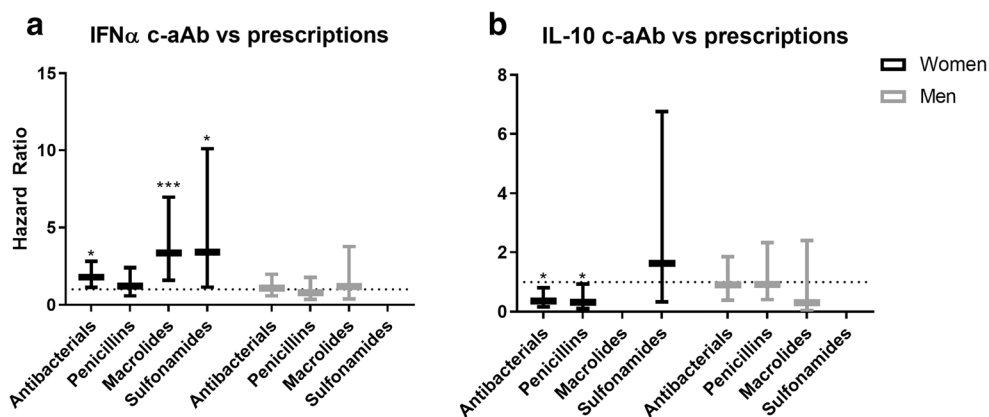 a
IFNα c-aAb vs prescriptions
Hazard Ratio
15
10
5
0
*
***
*
Antibacterials
Penicillins
Macrolides
Sulfonamides
Antibacterials
Penicillins
Macrolides
Sulfonamides
b
IL-10 c-aAb vs prescriptions
8
6
4
2
0
*
*
Antibacterials
Penicillins
Macrolides
Sulfonamides
Antibacterials
Penicillins
Macrolides
Sulfonamides
Women
Men